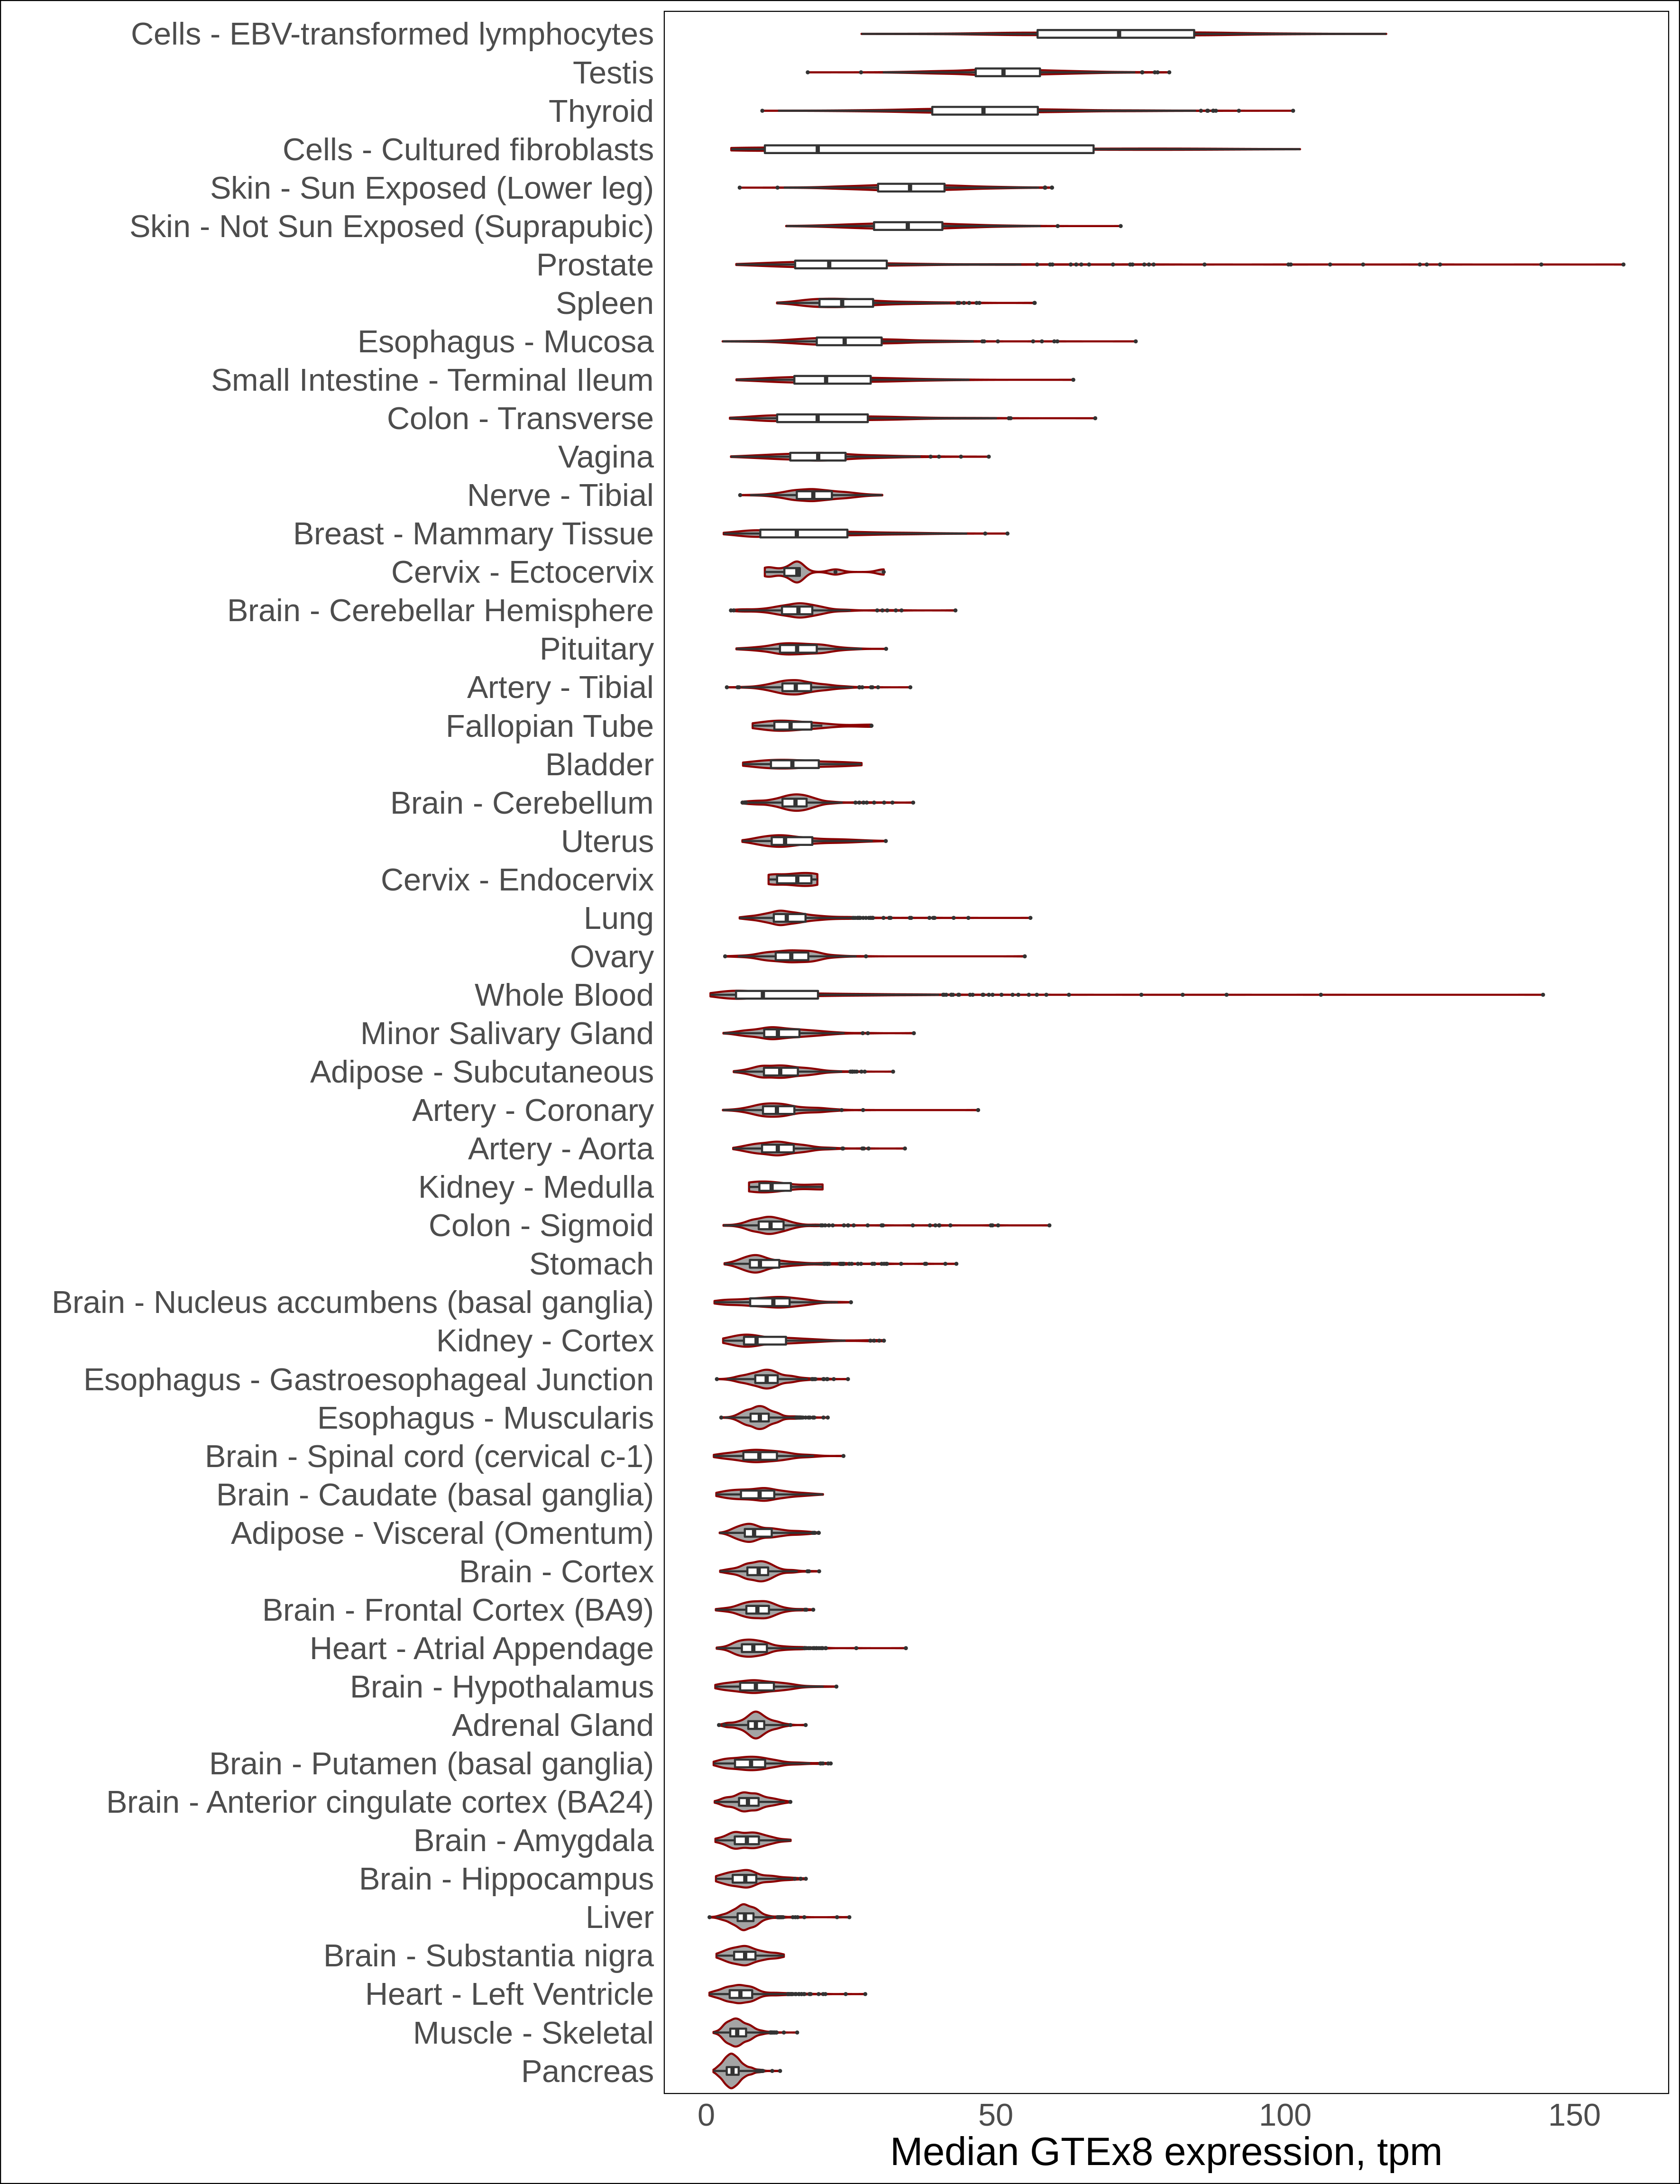 Cells - EBV-transformed lymphocytes
Testis
Thyroid
Cells - Cultured fibroblasts
Skin - Sun Exposed (Lower leg)
Skin - Not Sun Exposed (Suprapubic)
Prostate
Spleen
Esophagus - Mucosa
Small Intestine - Terminal Ileum
Colon - Transverse
Vagina
Nerve - Tibial
Breast - Mammary Tissue
Cervix - Ectocervix
Brain - Cerebellar Hemisphere
Pituitary
Artery - Tibial
Fallopian Tube
Bladder
Brain - Cerebellum
Uterus
Cervix - Endocervix
Lung
Ovary
Whole Blood
Minor Salivary Gland
Adipose - Subcutaneous
Artery - Coronary
Artery - Aorta
Kidney - Medulla
Colon - Sigmoid
Stomach
Brain - Nucleus accumbens (basal ganglia)
Kidney - Cortex
Esophagus - Gastroesophageal Junction
Esophagus - Muscularis
Brain - Spinal cord (cervical c-1)
Brain - Caudate (basal ganglia)
Adipose - Visceral (Omentum)
Brain - Cortex
Brain - Frontal Cortex (BA9)
Heart - Atrial Appendage
Brain - Hypothalamus
Adrenal Gland
Brain - Putamen (basal ganglia)
Brain - Anterior cingulate cortex (BA24)
Brain - Amygdala
Brain - Hippocampus
Liver
Brain - Substantia nigra
Heart - Left Ventricle
Muscle - Skeletal
Pancreas
0 50 100 150
Median GTEx8 expression, tpm